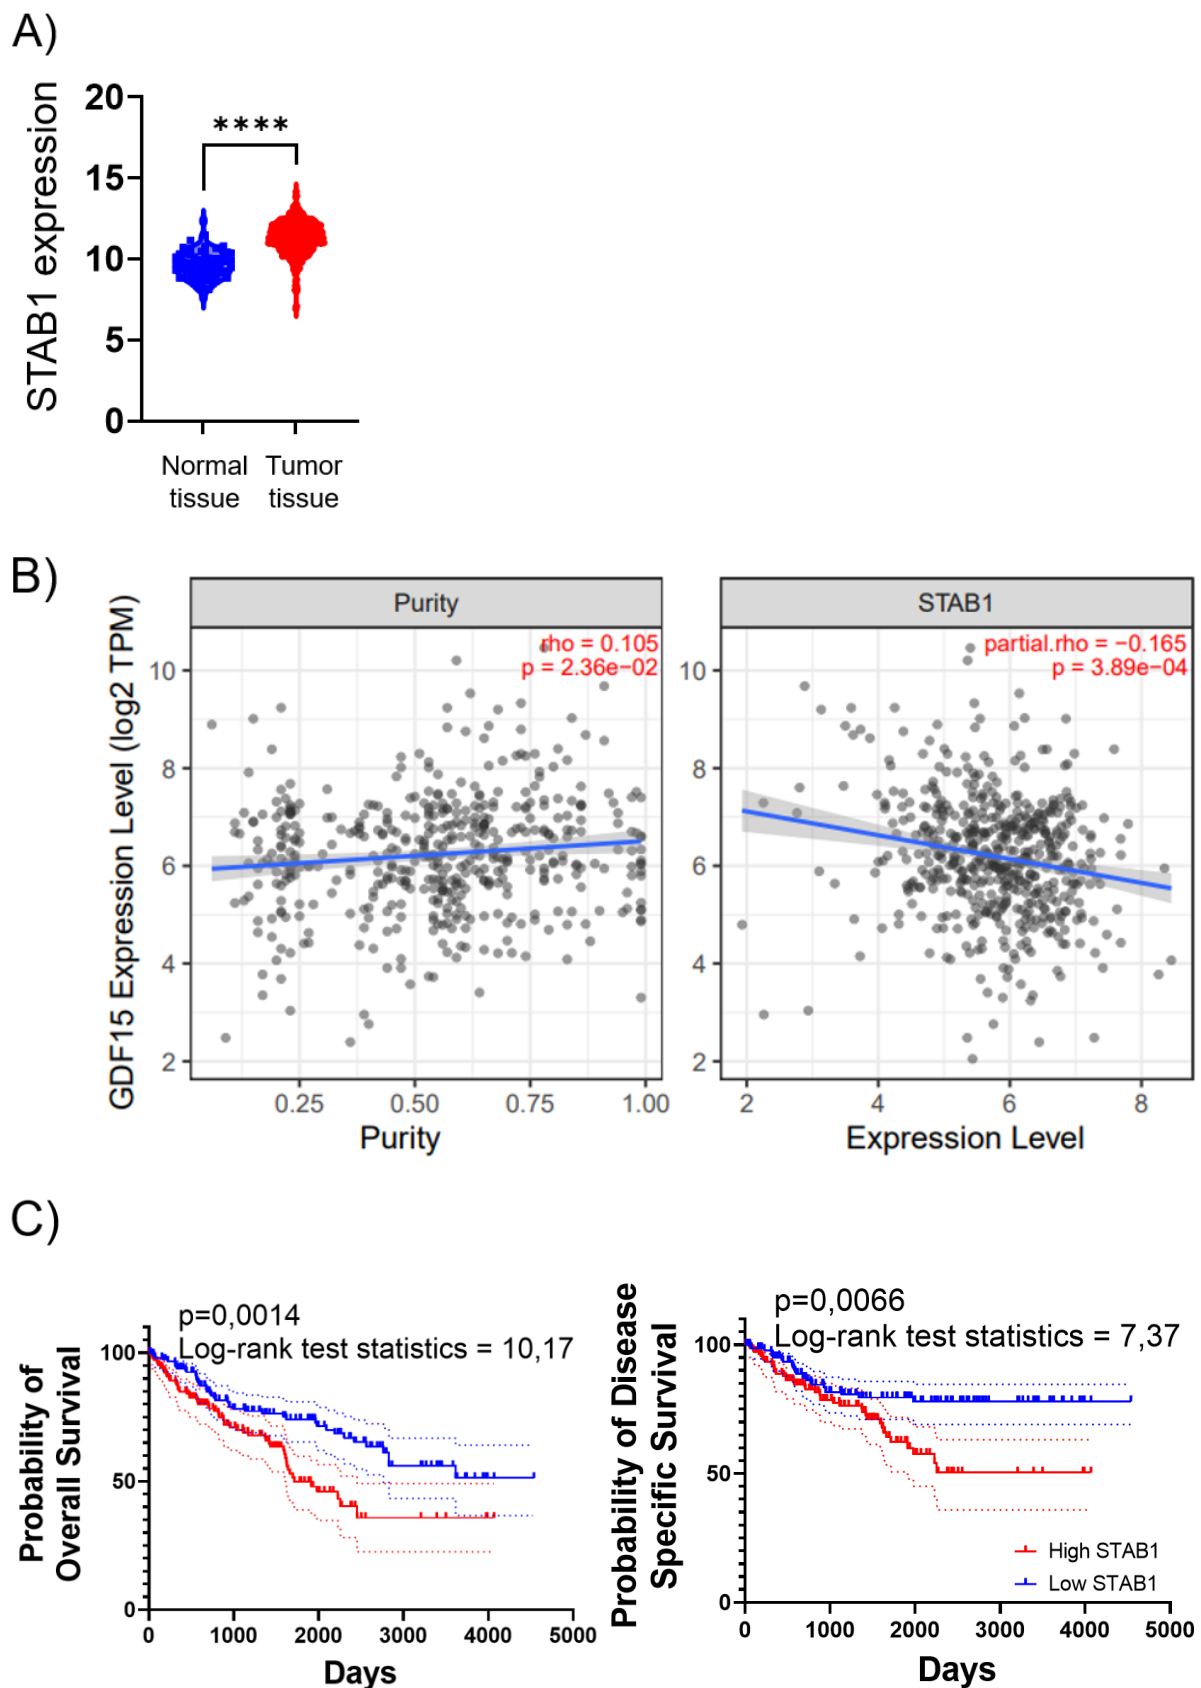 A)
STAB1 expression
20
15
10
5
0
****
Normal tissue
Tumor tissue
B)
GDF15 Expression Level (log2 TPM)
Purity
rho = 0.105
p = 2.36e−02
10
8
6
4
2
0.25
0.50
0.75
1.00
Purity
STAB1
partial.rho = −0.165
p = 3.89e−04
10
8
6
4
2
2
4
6
8
Expression Level
C)
Probability of
Overall Survival
p=0,0014
Log-rank test statistics = 10,17
100
50
0
0
1000
2000
3000
4000
5000
Days
Probability of Disease
Specific Survival
p=0,0066
Log-rank test statistics = 7,37
100
50
0
High STAB1
Low STAB1
0
1000
2000
3000
4000
5000
Days